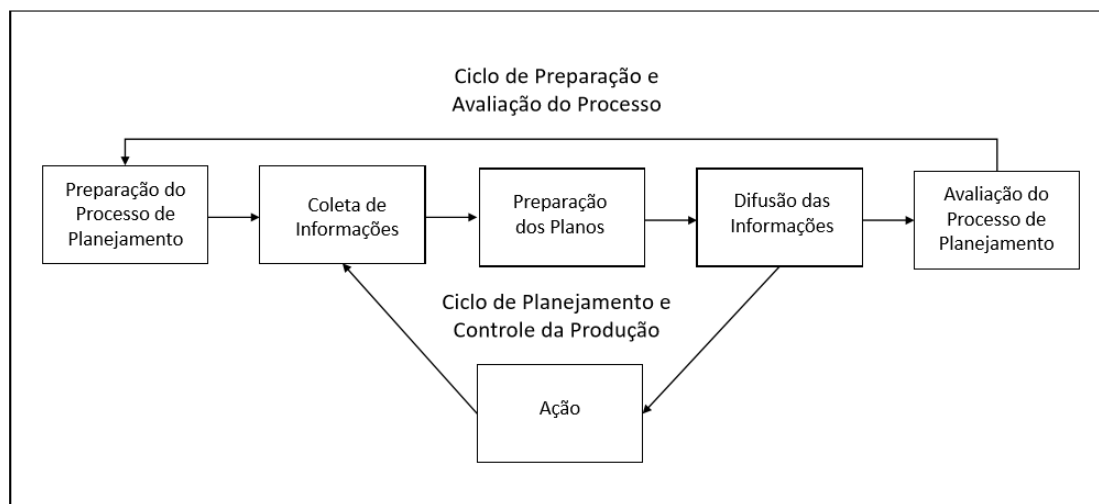 Ciclo de Preparação e
Avaliação do Processo
Preparação do
Processo de
Planejamento
Coleta de
Informações
Preparação
dos Planos
Difusão das
Informações
Avaliação do
Processo de
Planejamento
Ciclo de Planejamento e
Controle da Produção
Ação